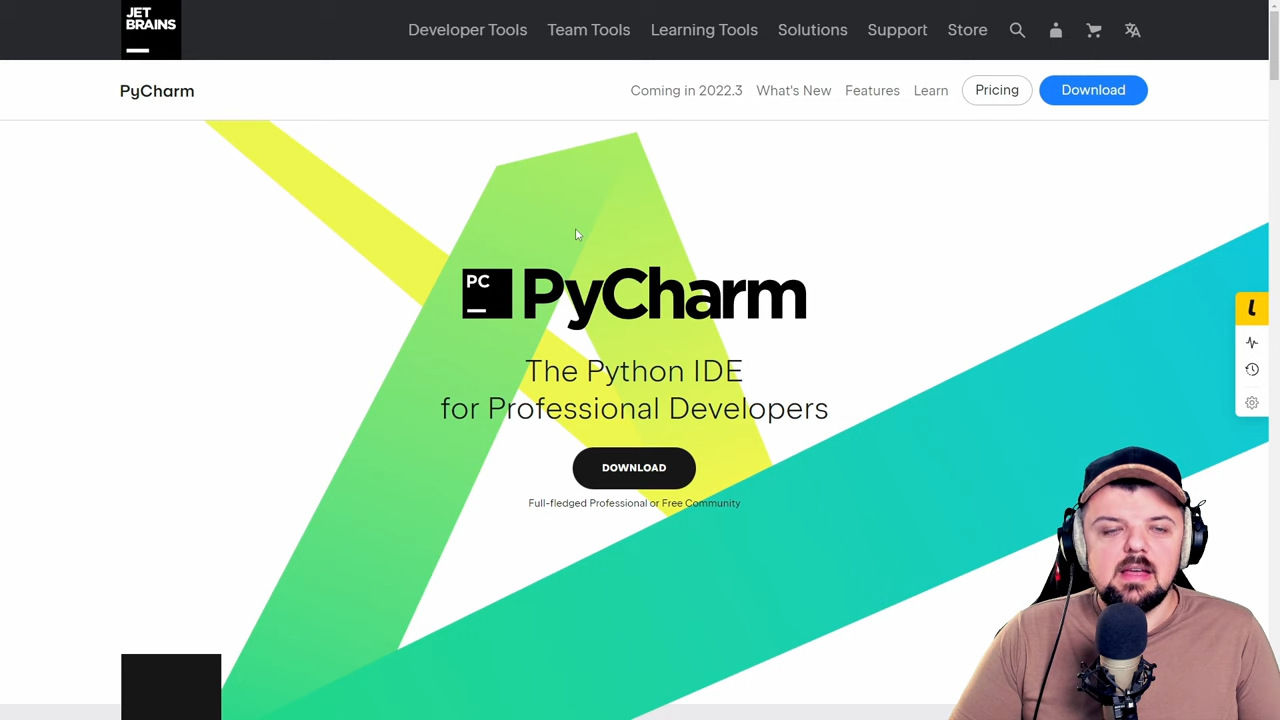 JET
BRAINS
Developer Tools
Team Tools
Learning Tools
Solutions
Support
Store
PyCharm
Coming in 2022.3
What's New
Features
Learn
Pricing
Download
PC
PyCharm
The Python IDE
for Professional Developers
DOWNLOAD
Full-fledged Professional or Free Community